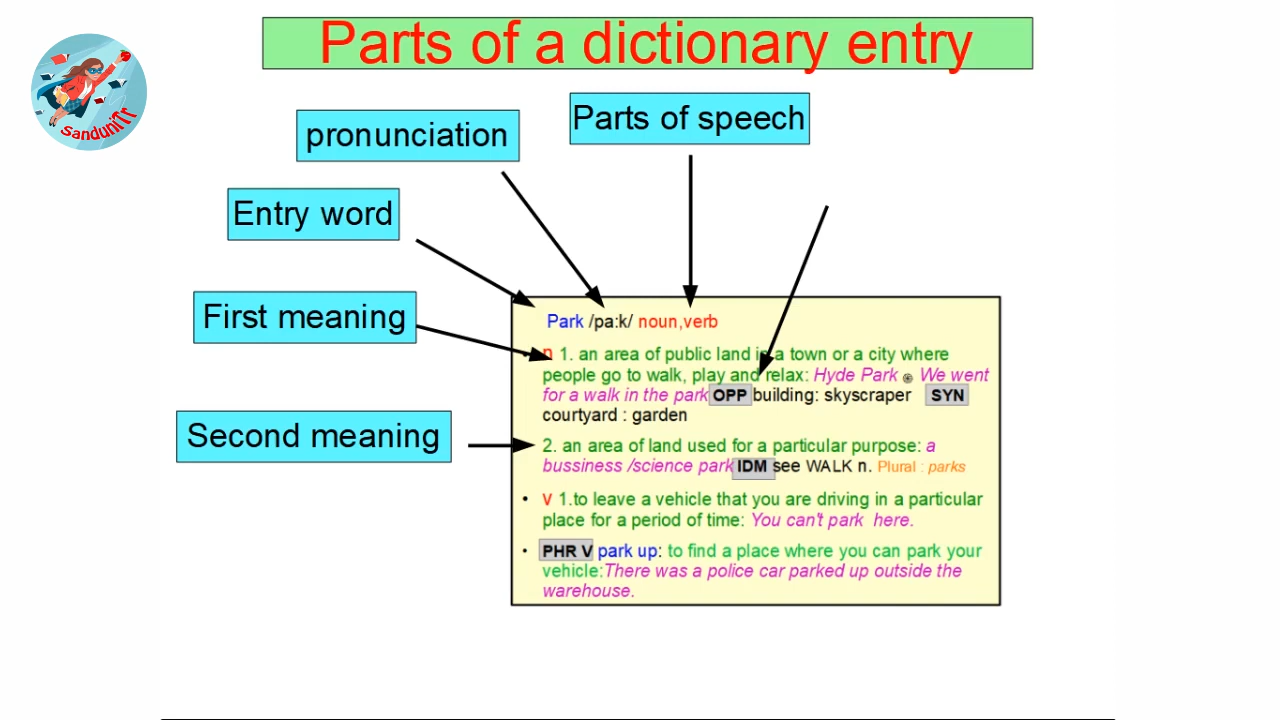 Parts of a dictionary entry
SanduniTr
pronunciation
Parts of speech
Entry word
First meaning
Second meaning
Park /pa:k/ noun,verb
• n 1. an area of public land is a town or a city where
people go to walk, play and relax: Hyde Park ֍ We went
for a walk in the park OPP building: skyscraper SYN
courtyard : garden
2. an area of land used for a particular purpose: a
bussiness /science park IDM see WALK n. Plural : parks
• v 1.to leave a vehicle that you are driving in a particular
place for a period of time: You can't park here.
• PHR V park up: to find a place where you can park your
vehicle:There was a police car parked up outside the
warehouse.